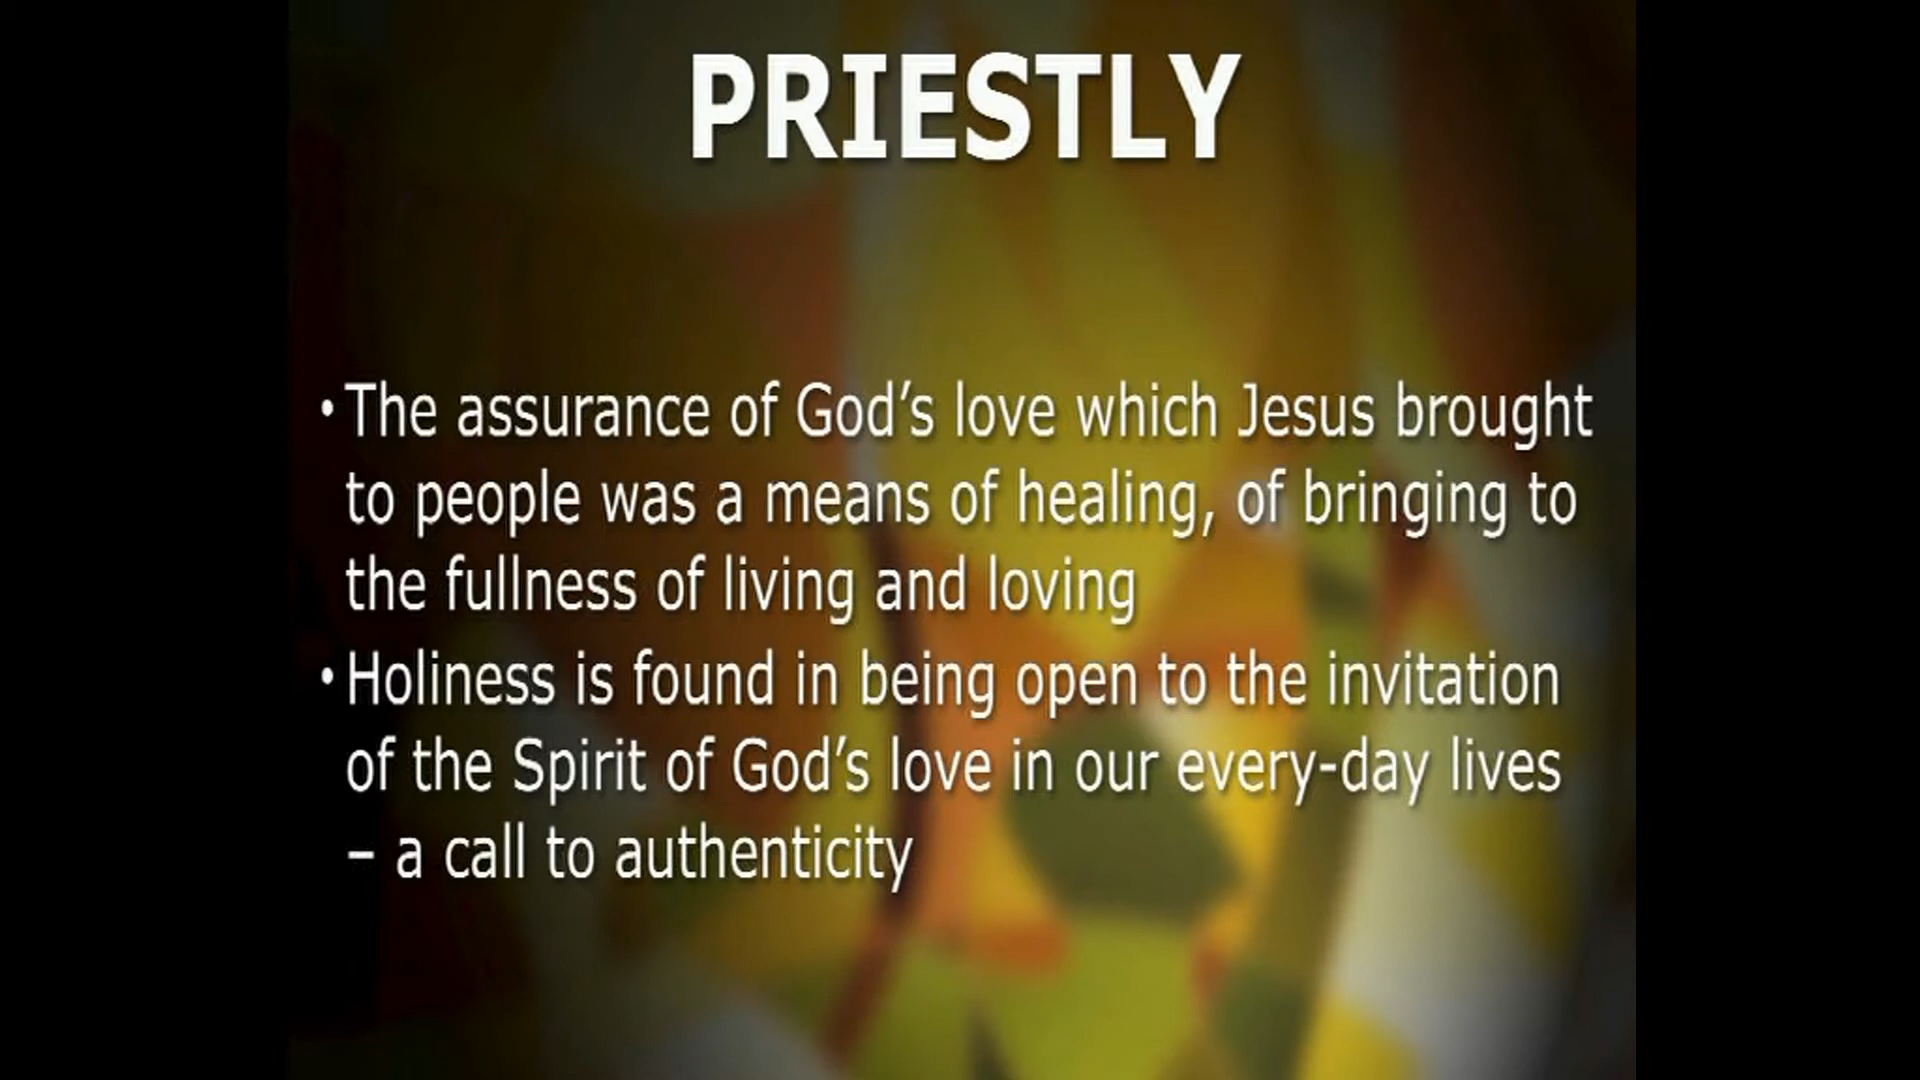 PRIESTLY
• The assurance of God’s love which Jesus brought
to people was a means of healing, of bringing to
the fullness of living and loving
• Holiness is found in being open to the invitation
of the Spirit of God’s love in our every-day lives
– a call to authenticity